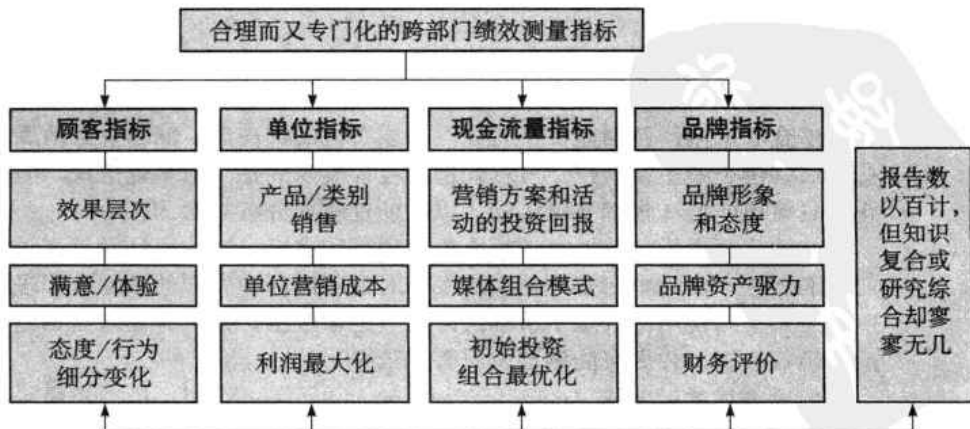 合理而又专门化的跨部门绩效测量指标
顾客指标
单位指标
现金流量指标
品牌指标
效果层次
产品/类别
销售
营销方案和活
动的投资回报
品牌形象
和态度
满意/体验
单位营销成本
媒体组合模式
品牌资产驱力
态度/行为
细分变化
利润最大化
初始投资
组合最优化
财务评价
报告数
以百计，
但知识
复合或
研究综
合却寥
寥无几